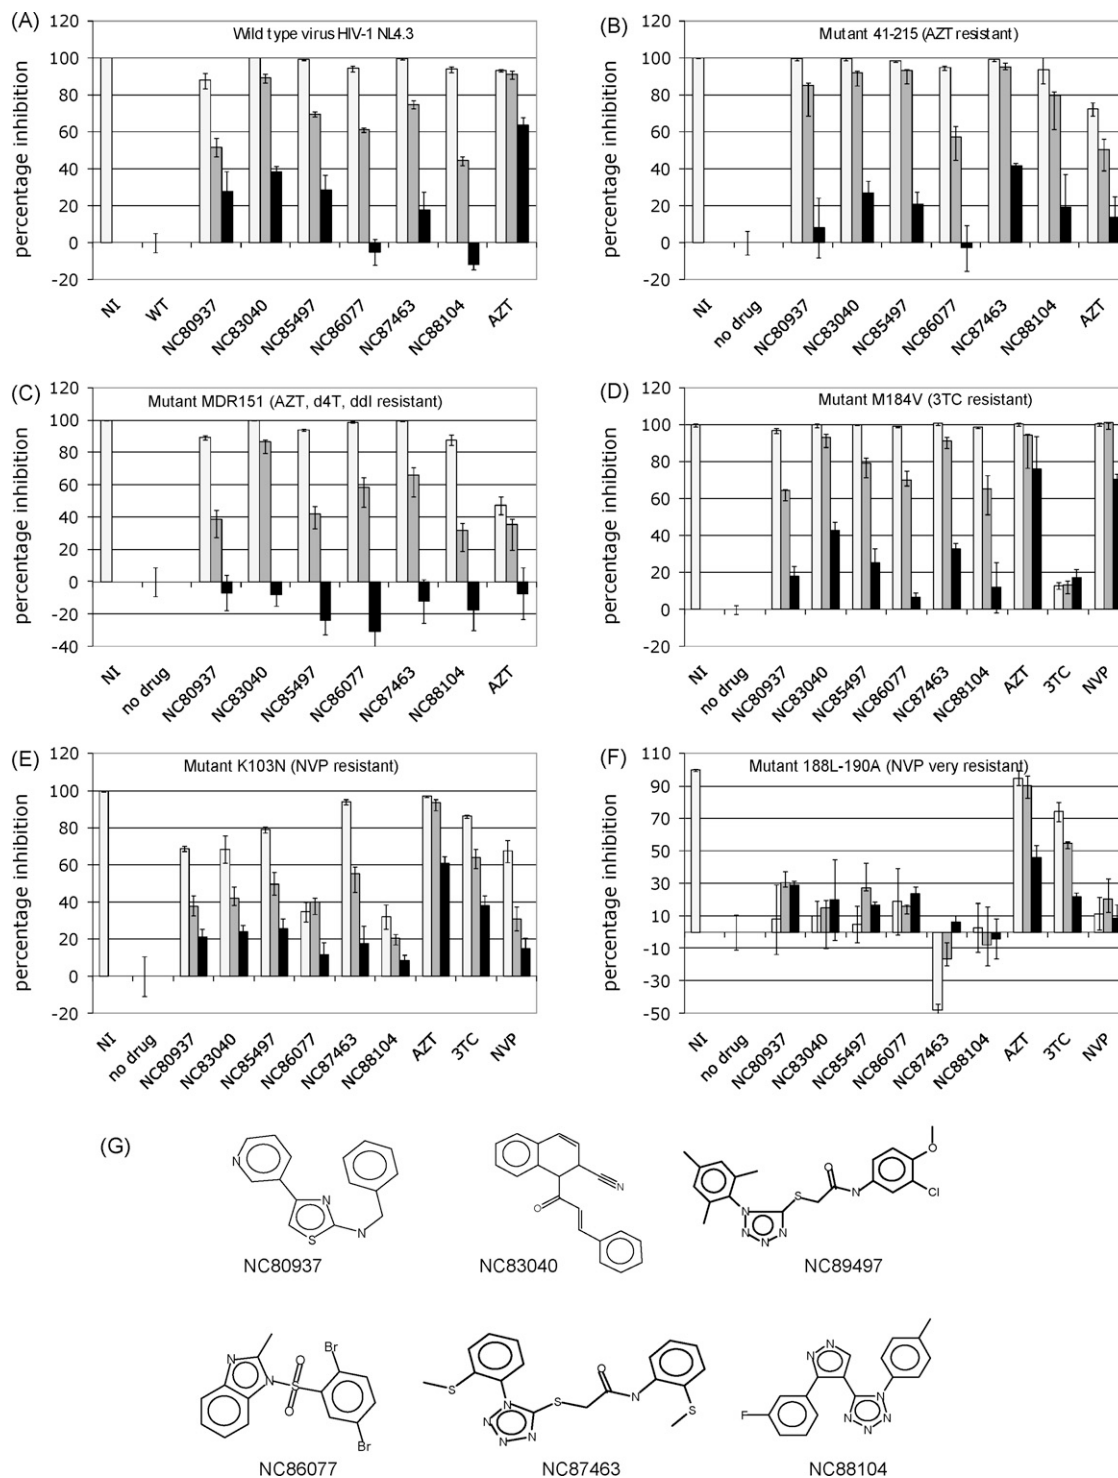 (A)
Wild type virus HIV-1 NL4.3
percentage inhibition
120
100
80
60
40
20
0
-20
NI
WT
NC80937
NC83040
NC85497
NC86077
NC87463
NC88104
AZT
(B)
Mutant 41-215 (AZT resistant)
percentage inhibition
120
100
80
60
40
20
0
-20
NI
no drug
NC80937
NC83040
NC85497
NC86077
NC87463
NC88104
AZT
(C)
Mutant MDR151 (AZT, d4T, ddI resistant)
percentage inhibition
120
100
80
60
40
20
0
-20
-40
NI
no drug
NC80937
NC83040
NC85497
NC86077
NC87463
NC88104
AZT
(D)
Mutant M184V (3TC resistant)
percentage inhibition
120
100
80
60
40
20
0
-20
NI
no drug
NC80937
NC83040
NC85497
NC86077
NC87463
NC88104
AZT
3TC
NVP
(E)
Mutant K103N (NVP resistant)
percentage inhibition
120
100
80
60
40
20
0
-20
NI
no drug
NC80937
NC83040
NC85497
NC86077
NC87463
NC88104
AZT
3TC
NVP
(F)
Mutant 188L-190A (NVP very resistant)
percentage inhibition
110
90
70
50
30
10
-10
-30
-50
NI
no drug
NC80937
NC83040
NC85497
NC86077
NC87463
NC88104
AZT
3TC
NVP
(G)
N
N
S
N
NC80937
O
N
NC83040
O
O
S
N
Cl
N
N
N
N
NC89497
N
O
Br
N
S
O
Br
NC86077
O
S
N
S
N
N
N
N
S
NC87463
N
N
F
N
N
N
N
NC88104